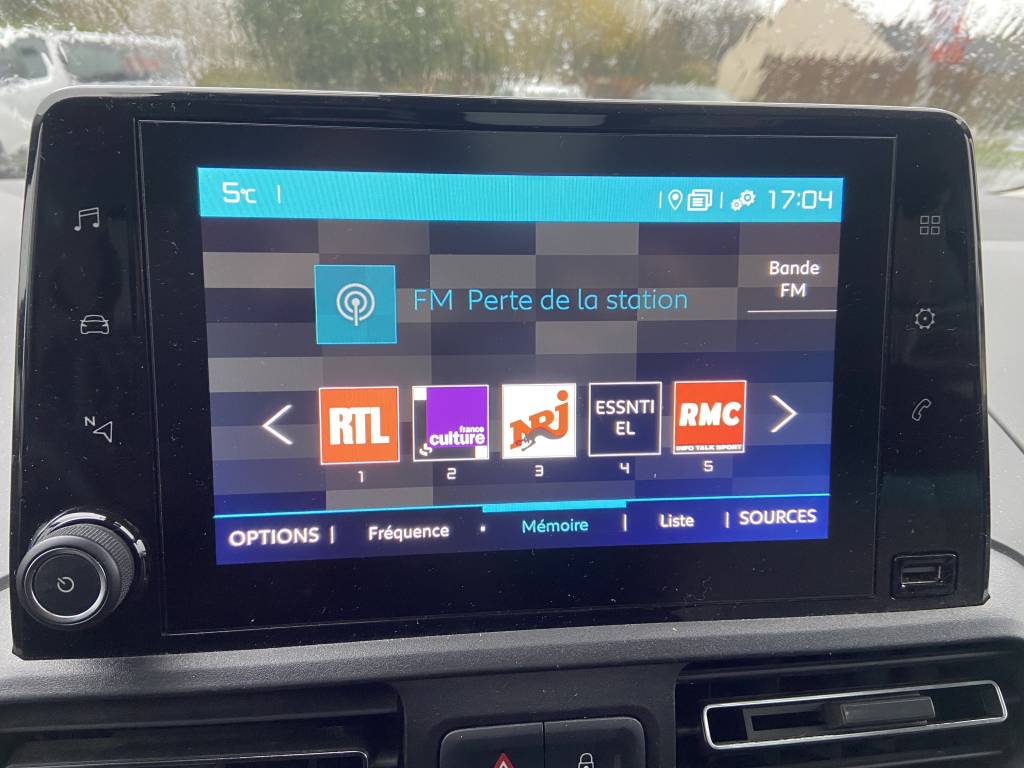 5°C
17:04
Bande
FM
FM Perte de la station
RTL
france
culture
NRJ
ESSNTI
EL
RMC
INFO TALK SPORT
1
2
3
4
5
OPTIONS
Fréquence
Mémoire
Liste
SOURCES
N